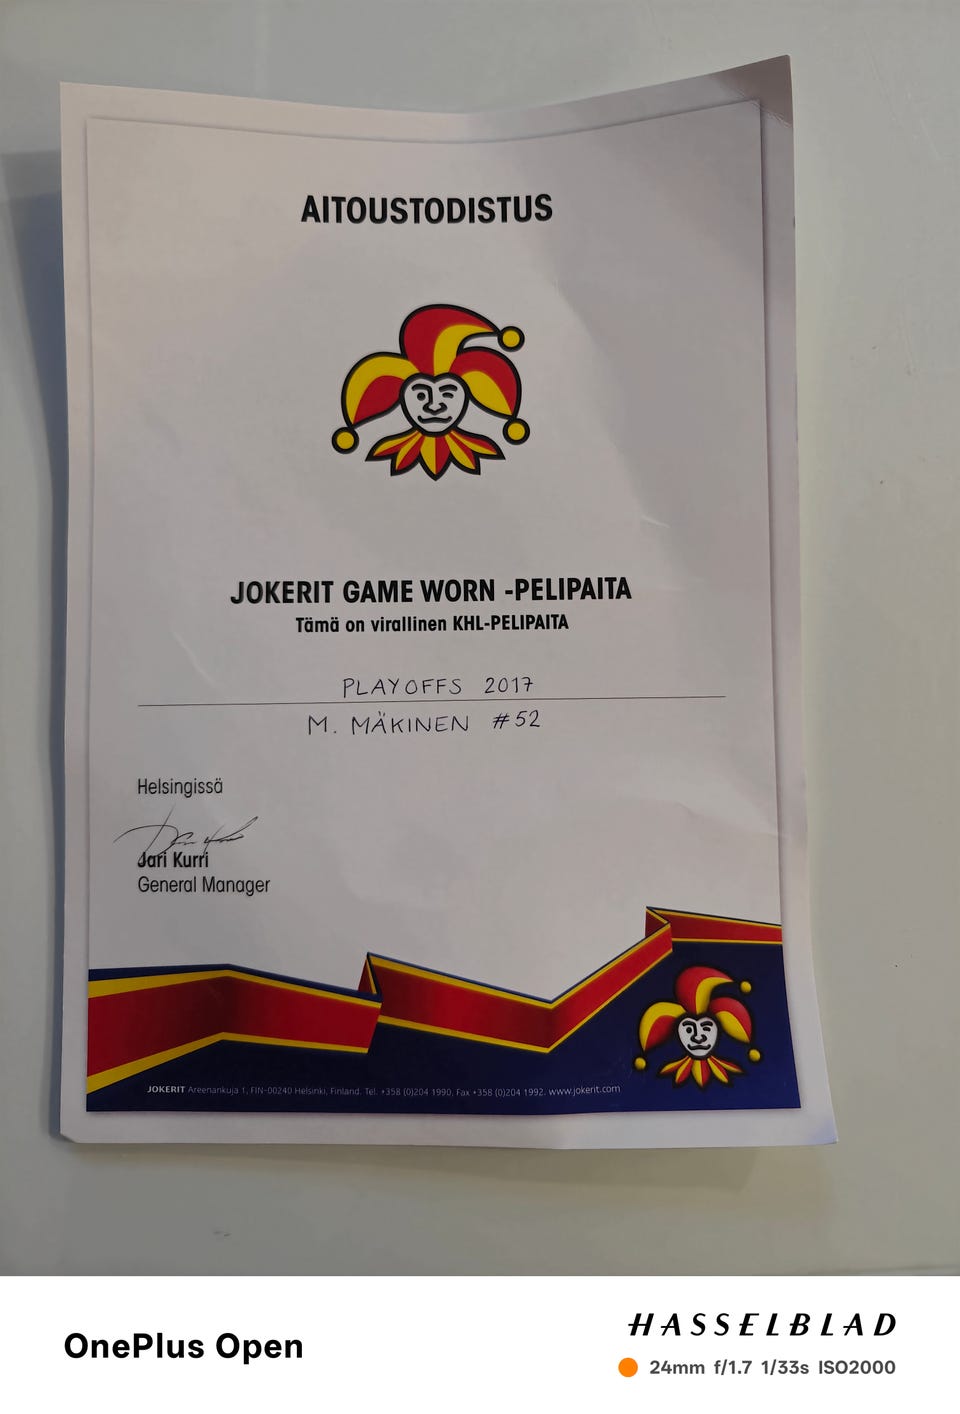 AITOUSTODISTUS
JOKERIT GAME WORN -PELIPAITA
Tämä on virallinen KHL-PELIPAITA
PLAYOFFS 2017
M. MÄKINEN #52
Helsingissä
Jari Kurri
General Manager
JOKERIT Areenankuja 1, FIN-00240 Helsinki, Finland. Tel. +358 (0)204 1990, Fax +358 (0)204 1992. www.jokerit.com
OnePlus Open
HASSELBLAD
24mm f/1.7 1/33s ISO2000